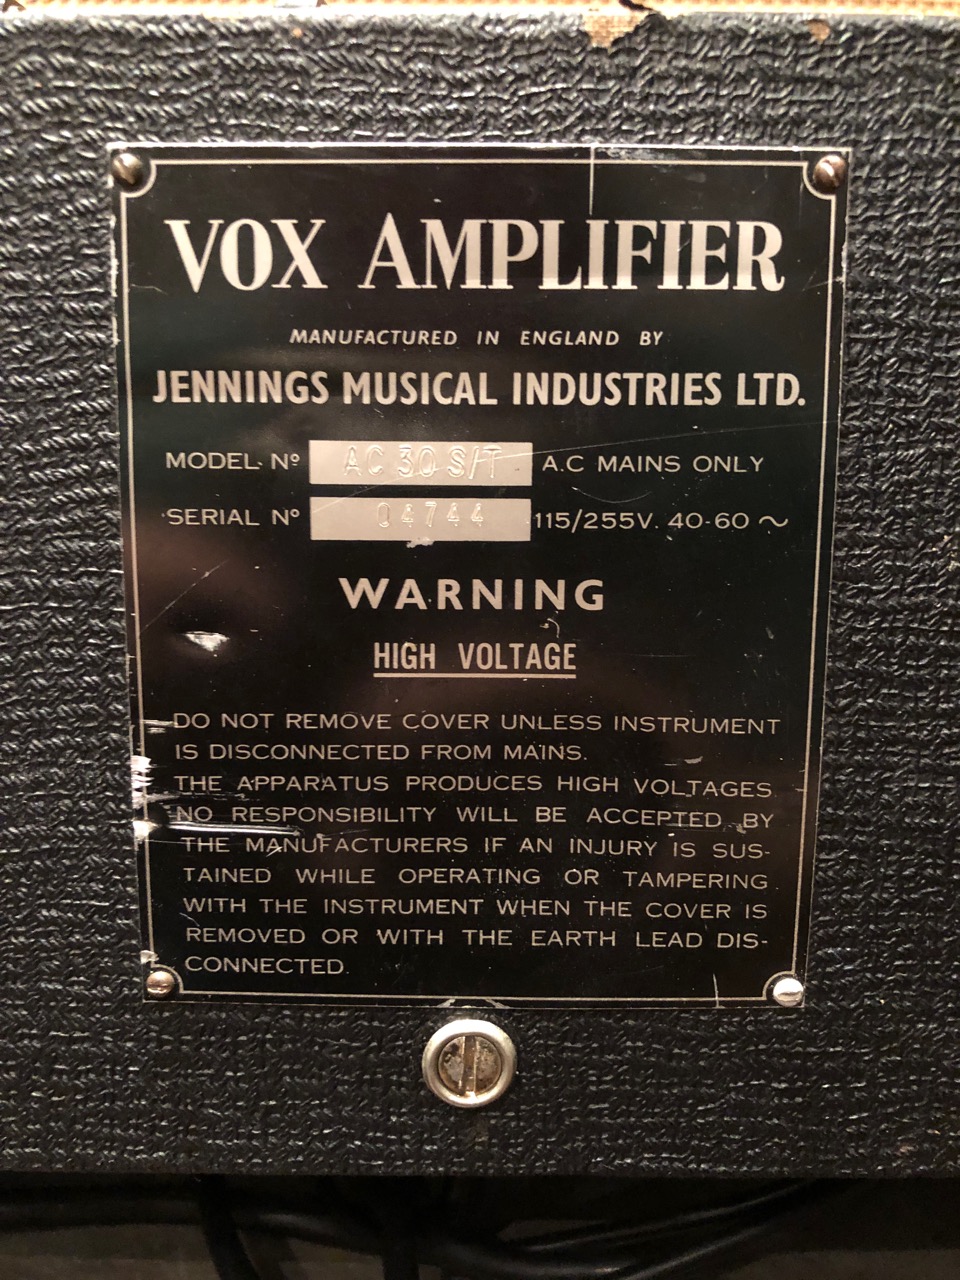 VOX AMPLIFIER
MANUFACTURED IN ENGLAND BY
JENNINGS MUSICAL INDUSTRIES LTD.
MODEL Nº AC 30 S/T A.C MAINS ONLY
SERIAL Nº 04744 115/255V. 40-60 ~
WARNING
HIGH VOLTAGE
DO NOT REMOVE COVER UNLESS INSTRUMENT
IS DISCONNECTED FROM MAINS.
THE APPARATUS PRODUCES HIGH VOLTAGES
NO RESPONSIBILITY WILL BE ACCEPTED BY
THE MANUFACTURERS IF AN INJURY IS SUS-
TAINED WHILE OPERATING OR TAMPERING
WITH THE INSTRUMENT WHEN THE COVER IS
REMOVED OR WITH THE EARTH LEAD DIS-
CONNECTED.